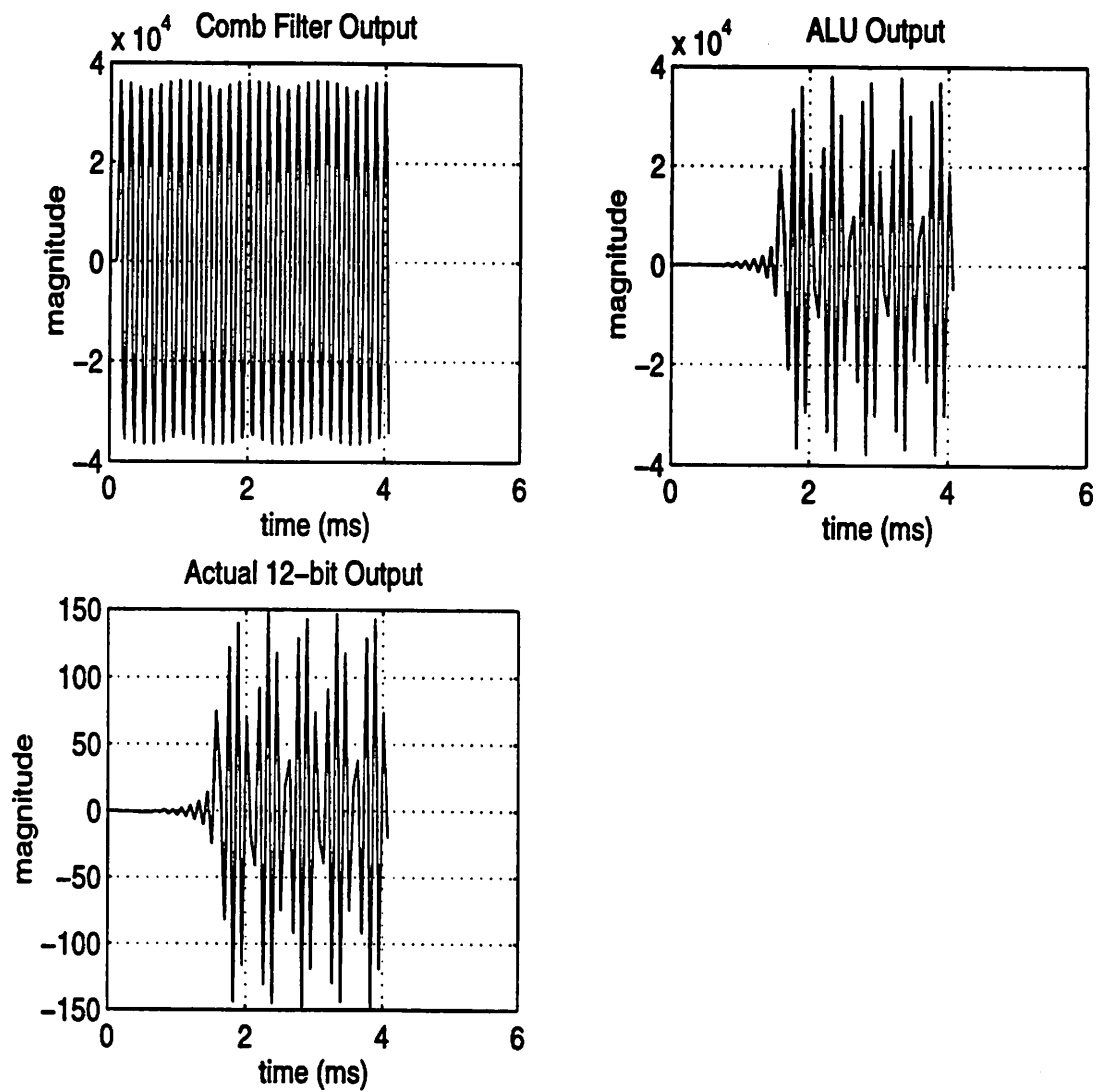 Comb Filter Output
x 10^4
4
2
0
−2
−4
magnitude
0 2 4 6
time (ms)
ALU Output
x 10^4
4
2
0
−2
−4
magnitude
0 2 4 6
time (ms)
Actual 12−bit Output
150
100
50
0
−50
−100
−150
magnitude
0 2 4 6
time (ms)